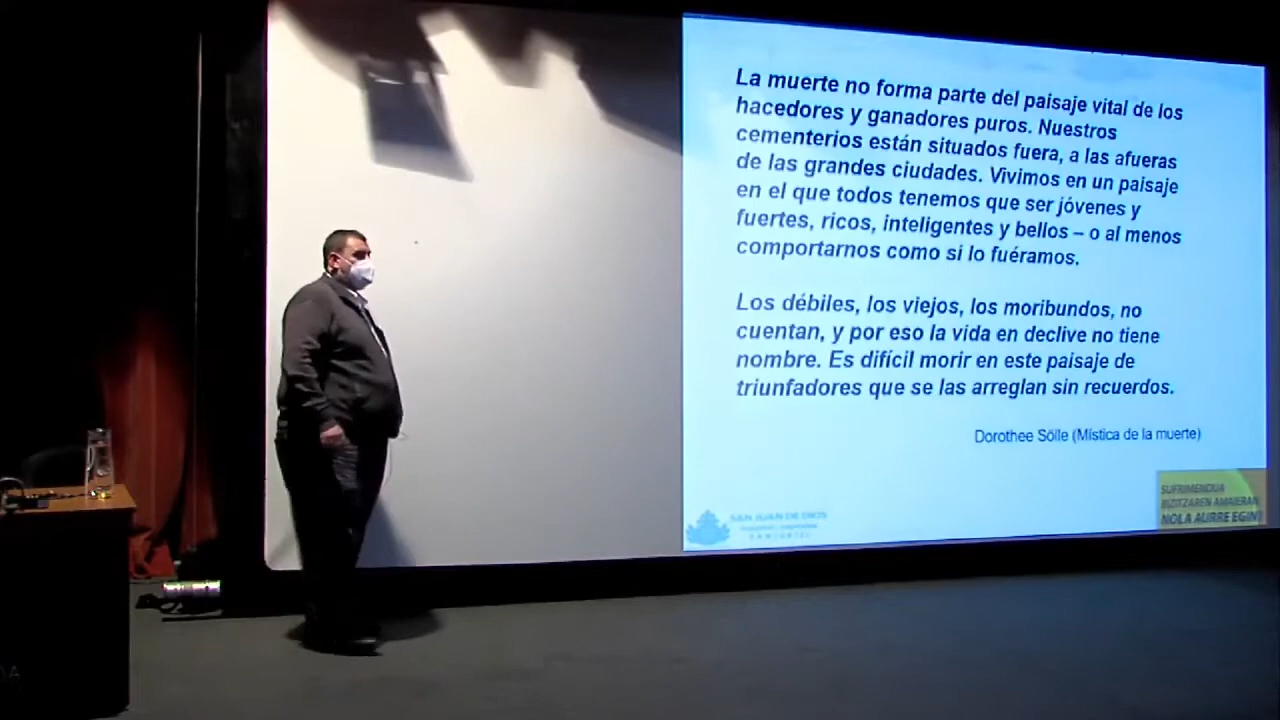 La muerte no forma parte del paisaje vital de los
hacedores y ganadores puros. Nuestros
cementerios están situados fuera, a las afueras
de las grandes ciudades. Vivimos en un paisaje
en el que todos tenemos que ser jóvenes y
fuertes, ricos, inteligentes y bellos – o al menos
comportarnos como si lo fuéramos.
Los débiles, los viejos, los moribundos, no
cuentan, y por eso la vida en declive no tiene
nombre. Es difícil morir en este paisaje de
triunfadores que se las arreglan sin recuerdos.
Dorothee Sölle (Mística de la muerte)
SAN JUAN DE DIOS
SUFRIMENDUA
BIZITZAREN AMAIERAN
NOLA AURRE EGIN?